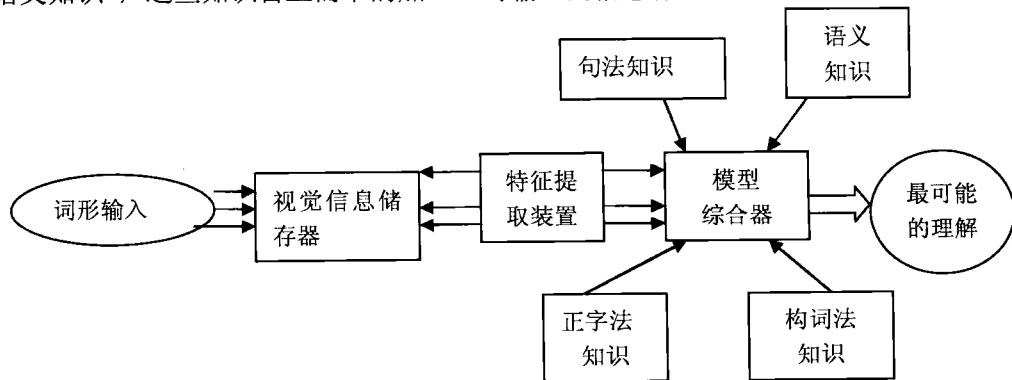 语义
知识
句法知识
词形输入
视觉信息储
存器
特征提
取装置
模型
综合器
最可能
的理解
正字法
知识
构词法
知识